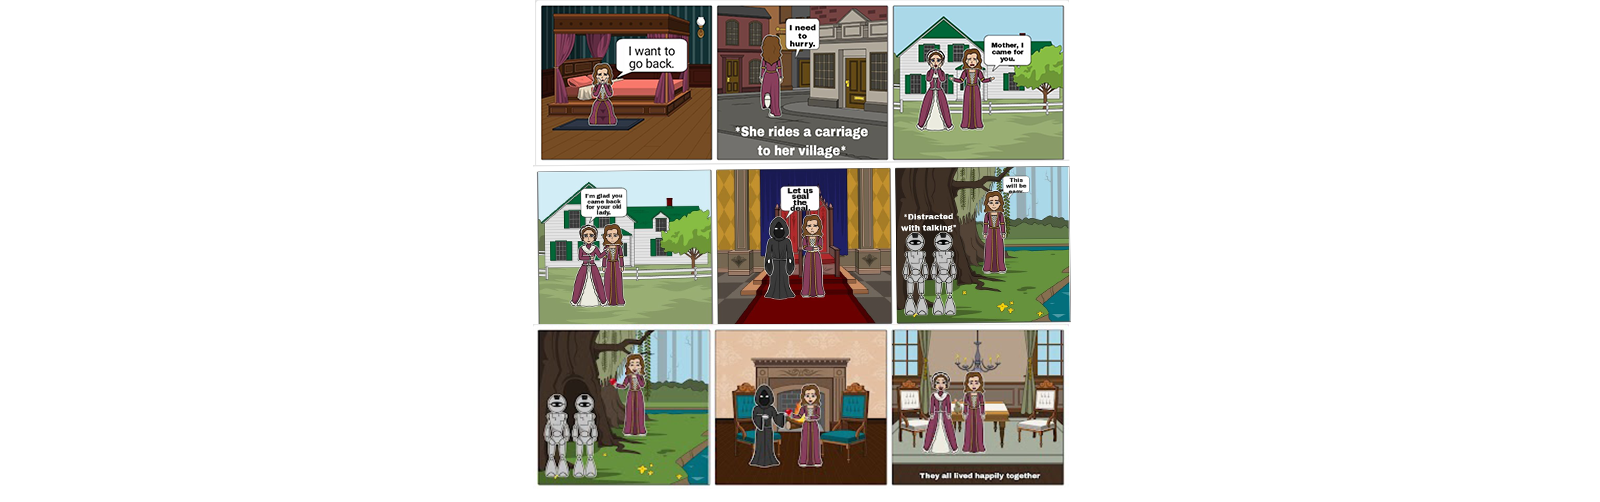 I want to
go back.
I need
to
hurry.
*She rides a carriage
to her village*
Mother, I
came for
you.
I'm glad you
came back
for your old
lady.
Let us
seal
the
deal.
This
will be
easy.
*Distracted
with talking*
They all lived happily together